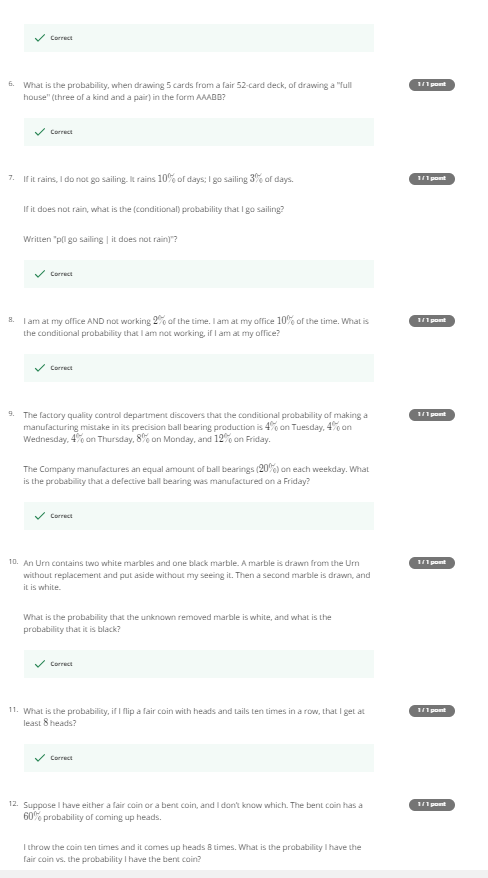 Correct
6. What is the probability, when drawing 5 cards from a fair 52-card deck, of drawing a "full
house" (three of a kind and a pair) in the form AAABB?
1 / 1 point
Correct
7. If it rains, I do not go sailing. It rains 10% of days; I go sailing 3% of days.
1 / 1 point
If it does not rain, what is the (conditional) probability that I go sailing?
Written "p(I go sailing | it does not rain)"?
Correct
8. I am at my office AND not working 2% of the time. I am at my office 10% of the time. What is
the conditional probability that I am not working, if I am at my office?
1 / 1 point
Correct
9. The factory quality control department discovers that the conditional probability of making a
manufacturing mistake in its precision ball bearing production is 4% on Tuesday, 4% on
Wednesday, 4% on Thursday, 8% on Monday, and 12% on Friday.
1 / 1 point
The Company manufactures an equal amount of ball bearings (20%) on each weekday. What
is the probability that a defective ball bearing was manufactured on a Friday?
Correct
10. An Urn contains two white marbles and one black marble. A marble is drawn from the Urn
without replacement and put aside without my seeing it. Then a second marble is drawn, and
it is white.
1 / 1 point
What is the probability that the unknown removed marble is white, and what is the
probability that it is black?
Correct
11. What is the probability, if I flip a fair coin with heads and tails ten times in a row, that I get at
least 8 heads?
1 / 1 point
Correct
12. Suppose I have either a fair coin or a bent coin, and I don't know which. The bent coin has a
60% probability of coming up heads.
1 / 1 point
I throw the coin ten times and it comes up heads 8 times. What is the probability I have the
fair coin vs. the probability I have the bent coin?